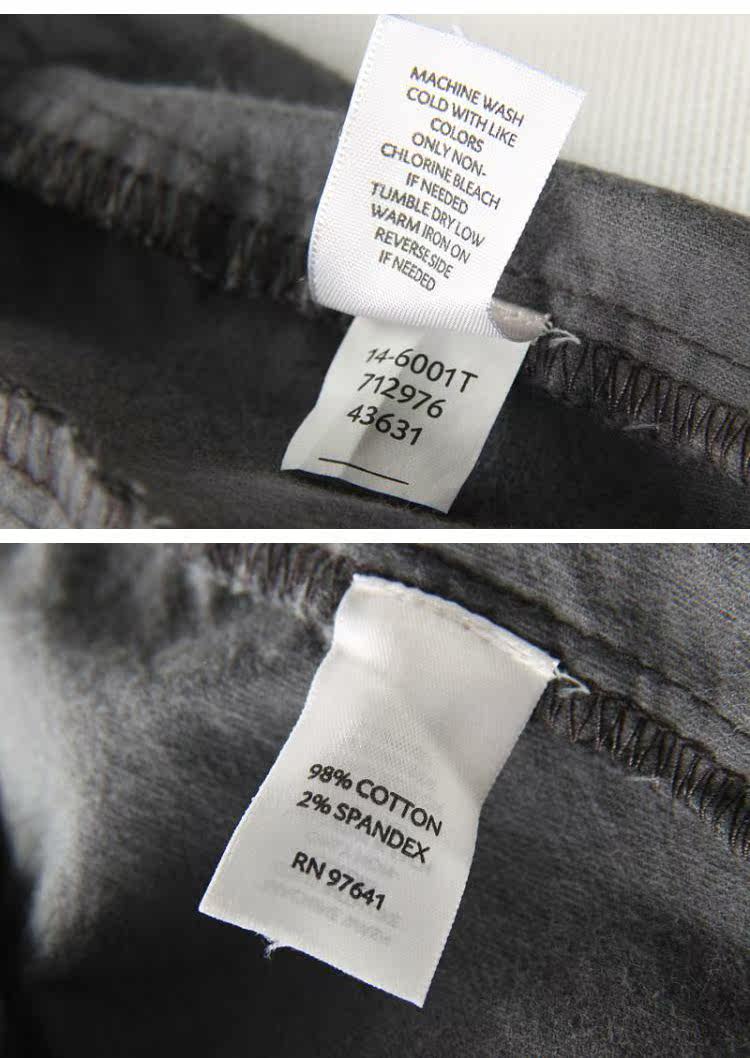 MACHINE WASH
COLD WITH LIKE
COLORS
ONLY NON-
CHLORINE BLEACH
IF NEEDED
TUMBLE DRY LOW
WARM IRON ON
REVERSE SIDE
IF NEEDED
14-6001T
712976
43631
98% COTTON
2% SPANDEX
RN 97641